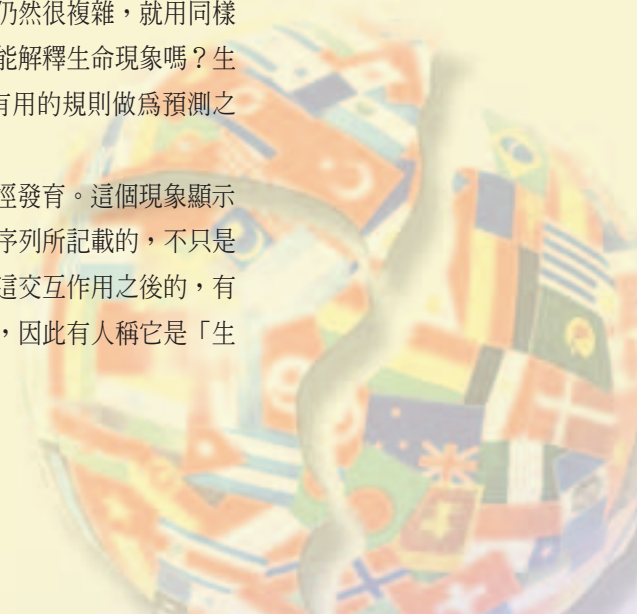 仍然很複雜，就用同樣
能解釋生命現象嗎？生
有用的規則做為預測之
經發育。這個現象顯示
序列所記載的，不只是
這交互作用之後的，有
，因此有人稱它是「生